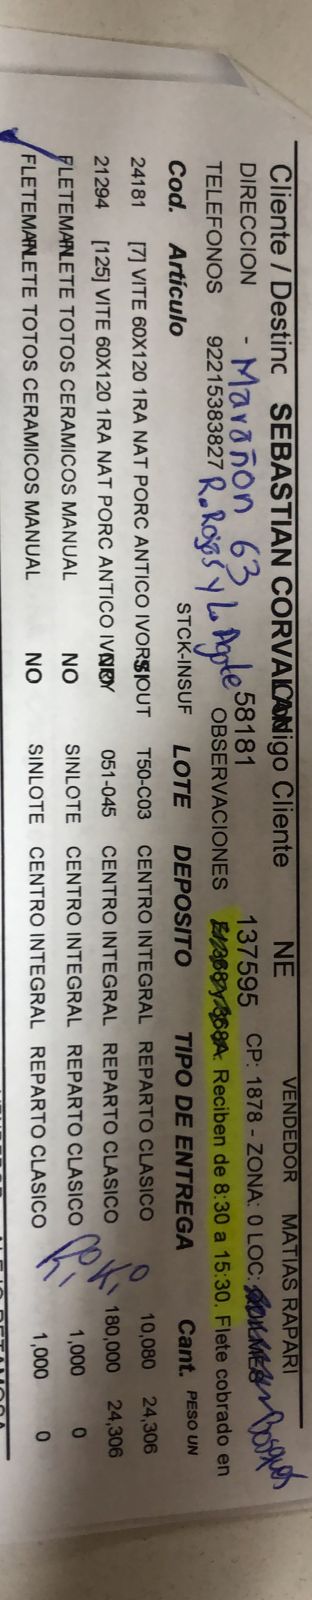 Cliente / Destinc SEBASTIAN CORVALAN Codigo Cliente NE VENDEDOR MATIAS RAPARI
DIRECCION - Marañon 63 58181 137595 CP: 1878 - ZONA: 0 LOC: QUILMES Bosques
TELEFONOS 92215383827 R. Rojas y L. Agote OBSERVACIONES Reciben de 8:30 a 15:30. Flete cobrado en
Cod. Artículo STCK-INSUF LOTE DEPOSITO TIPO DE ENTREGA Cant. PESO UN
24181 [7] VITE 60X120 1RA NAT PORC ANTICO IVORY OUT SI T50-C03 CENTRO INTEGRAL REPARTO CLASICO 10,080 24,306
21294 [125] VITE 60X120 1RA NAT PORC ANTICO IVORY NO 051-045 CENTRO INTEGRAL REPARTO CLASICO 180,000 24,306
FLETEMAN FLETE TOTOS CERAMICOS MANUAL NO SINLOTE CENTRO INTEGRAL REPARTO CLASICO 1,000 0
FLETEMAN FLETE TOTOS CERAMICOS MANUAL NO SINLOTE CENTRO INTEGRAL REPARTO CLASICO 1,000 0